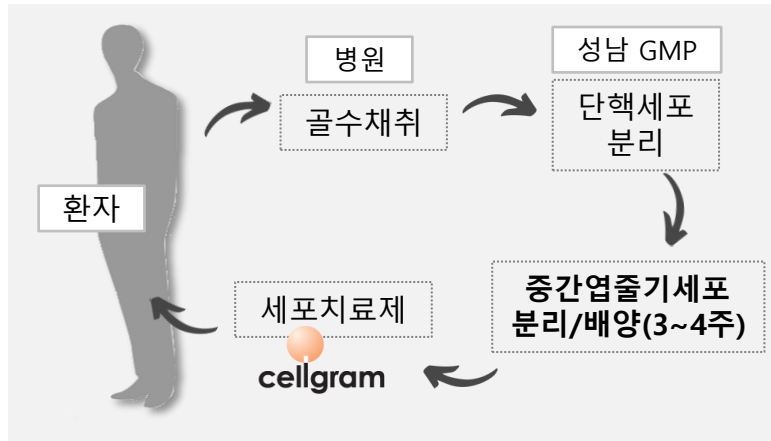 병원
골수채취
성남 GMP
단핵세포
분리
환자
중간엽줄기세포
분리/배양(3~4주)
세포치료제
cellgram